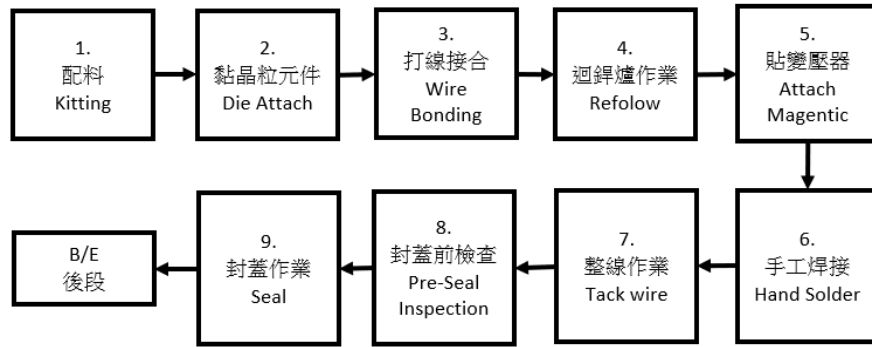 1.
配料
Kitting
2.
黏晶粒元件
Die Attach
3.
打線接合
Wire
Bonding
4.
迴銲爐作業
Refolow
5.
貼變壓器
Attach
Magentic
6.
手工焊接
Hand Solder
7.
整線作業
Tack wire
8.
封蓋前檢查
Pre-Seal
Inspection
9.
封蓋作業
Seal
B/E
後段